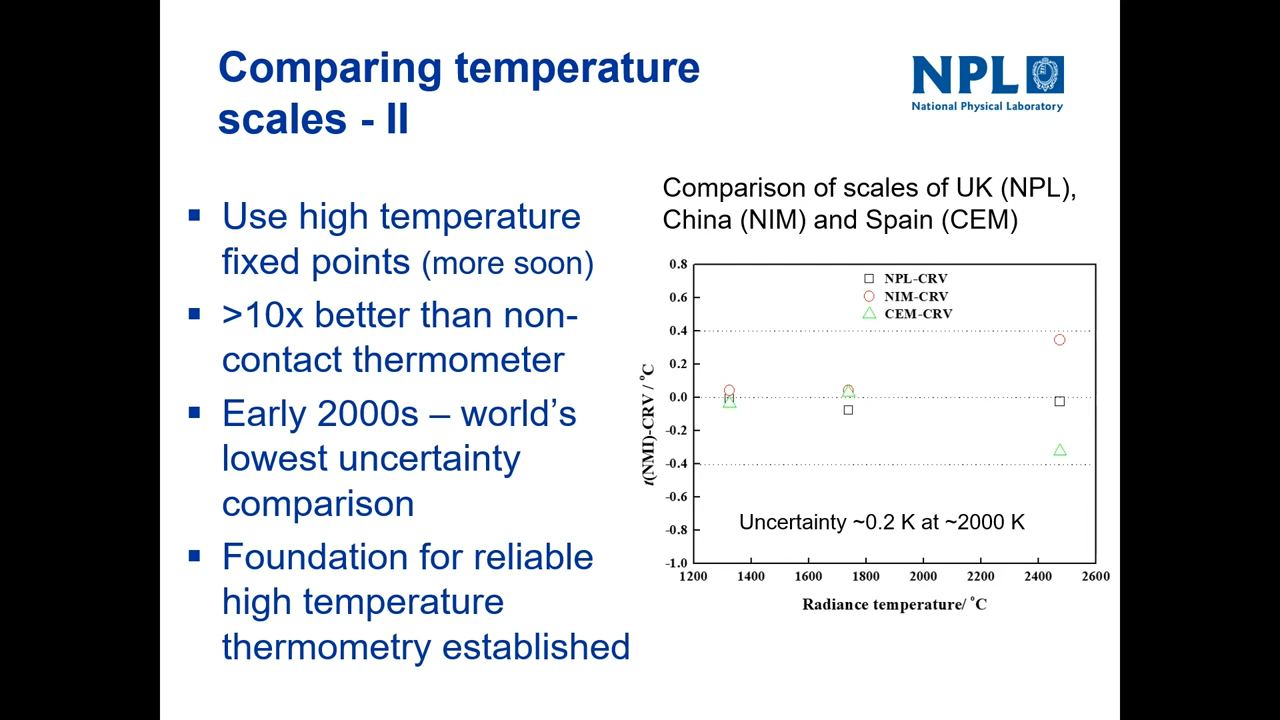 Comparing temperature
scales - II
NPL
National Physical Laboratory
▪ Use high temperature
fixed points (more soon)
▪ >10x better than non-
contact thermometer
▪ Early 2000s – world’s
lowest uncertainty
comparison
▪ Foundation for reliable
high temperature
thermometry established
Comparison of scales of UK (NPL),
China (NIM) and Spain (CEM)
NPL-CRV
NIM-CRV
CEM-CRV
0.8
0.6
0.4
0.2
0.0
-0.2
-0.4
-0.6
-0.8
-1.0
t(NMI)-CRV / °C
Uncertainty ~0.2 K at ~2000 K
1200 1400 1600 1800 2000 2200 2400 2600
Radiance temperature/ °C